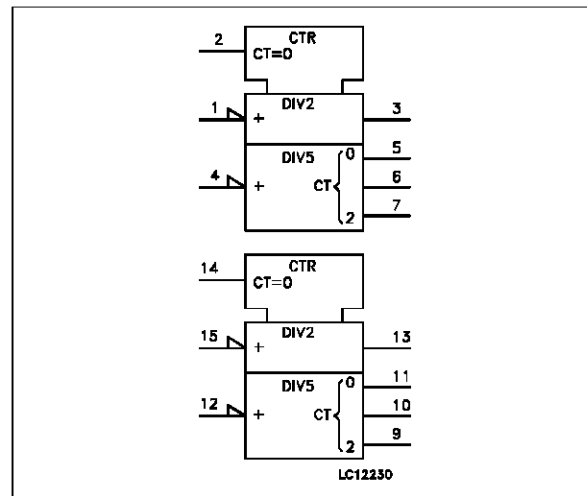 2 CTR
CT=0
1 + DIV2 3
DIV5 0 5
4 + CT 6
2 7
14 CTR
CT=0
15 + DIV2 13
DIV5 0 11
12 + CT 10
2 9
LC12230